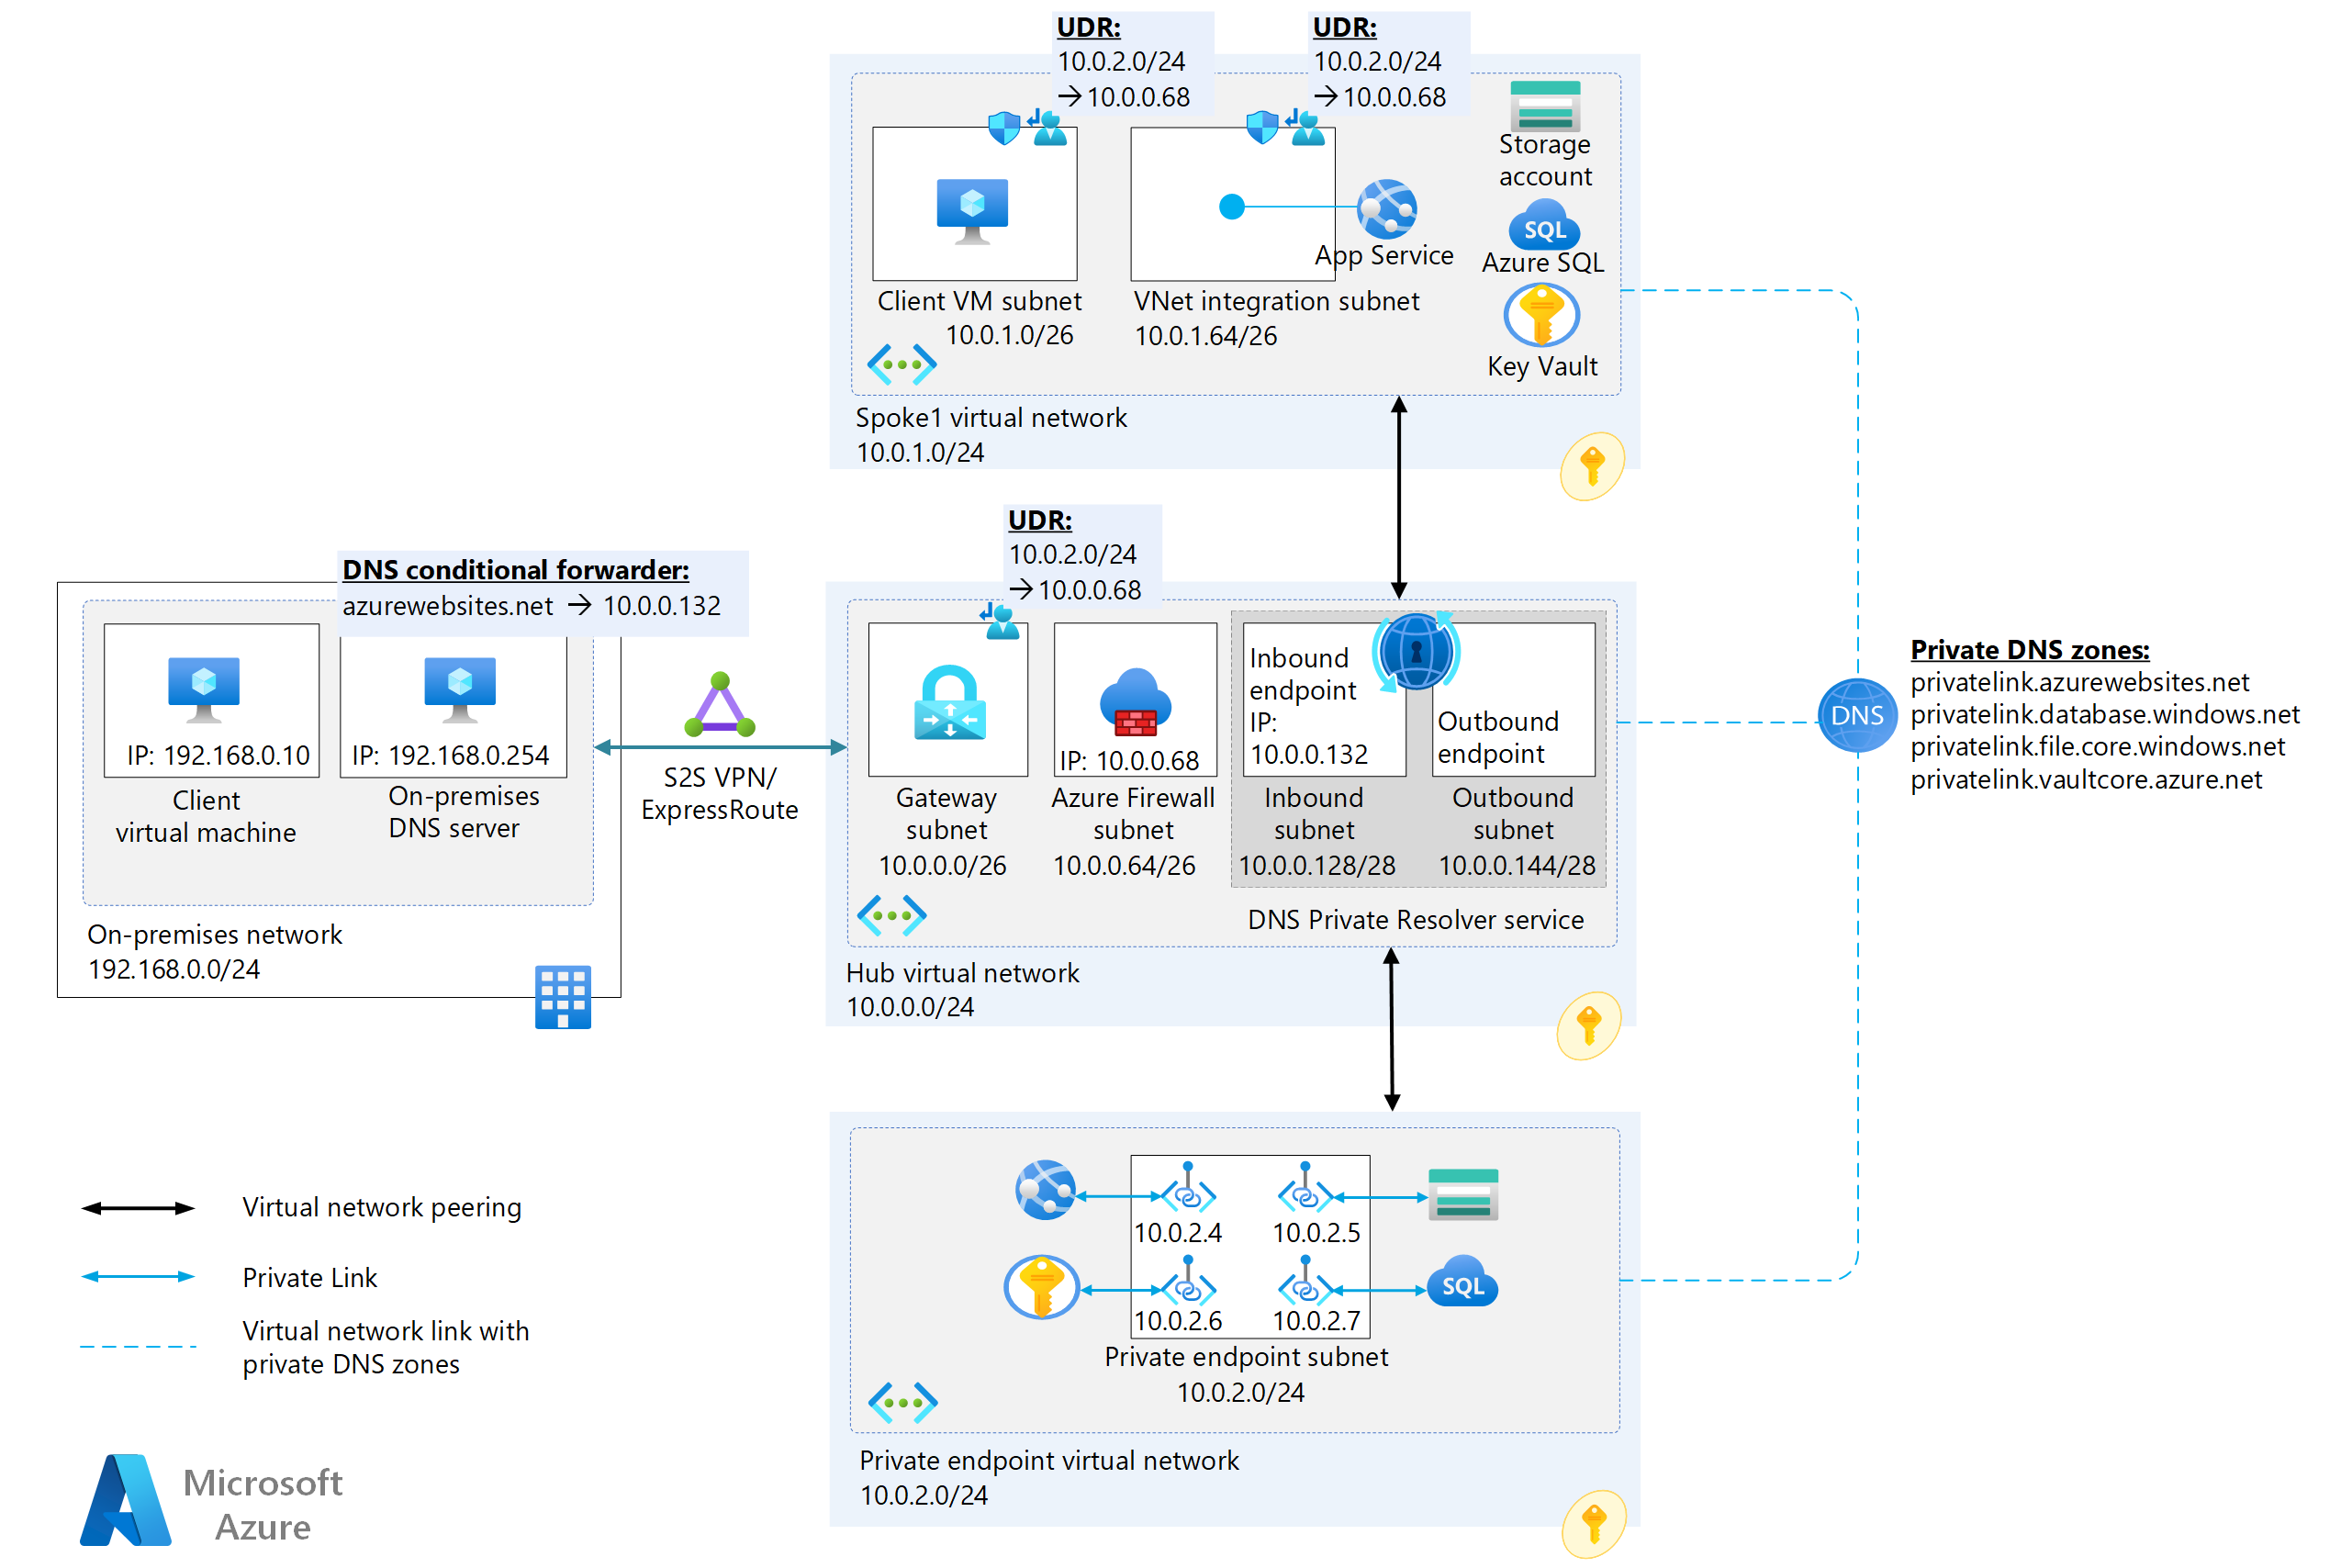 UDR:
10.0.2.0/24
→ 10.0.0.68
UDR:
10.0.2.0/24
→ 10.0.0.68
Storage
account
SQL
Azure SQL
Key Vault
App Service
Client VM subnet
10.0.1.0/26
VNet integration subnet
10.0.1.64/26
Spoke1 virtual network
10.0.1.0/24
DNS conditional forwarder:
azurewebsites.net → 10.0.0.132
IP: 192.168.0.10
Client
virtual machine
IP: 192.168.0.254
On-premises
DNS server
On-premises network
192.168.0.0/24
S2S VPN/
ExpressRoute
UDR:
10.0.2.0/24
→ 10.0.0.68
Gateway
subnet
10.0.0.0/26
IP: 10.0.0.68
Azure Firewall
subnet
10.0.0.64/26
Inbound
endpoint
IP:
10.0.0.132
Inbound
subnet
10.0.0.128/28
Outbound
endpoint
Outbound
subnet
10.0.0.144/28
DNS Private Resolver service
Hub virtual network
10.0.0.0/24
DNS
Private DNS zones:
privatelink.azurewebsites.net
privatelink.database.windows.net
privatelink.file.core.windows.net
privatelink.vaultcore.azure.net
10.0.2.4
10.0.2.5
10.0.2.6
10.0.2.7
SQL
Private endpoint subnet
10.0.2.0/24
Private endpoint virtual network
10.0.2.0/24
Virtual network peering
Private Link
Virtual network link with
private DNS zones
Microsoft
Azure